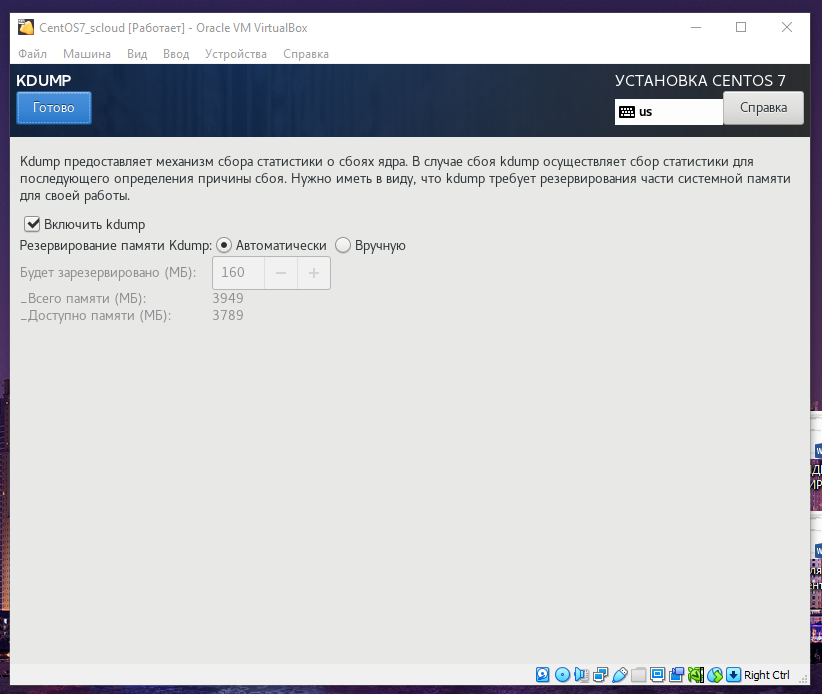 CentOS7_scloud [Работает] - Oracle VM VirtualBox
Файл Машина Вид Ввод Устройства Справка
KDUMP
УСТАНОВКА CENTOS 7
Готово
us
Справка
Kdump предоставляет механизм сбора статистики о сбоях ядра. В случае сбоя kdump осуществляет сбор статистики для
последующего определения причины сбоя. Нужно иметь в виду, что kdump требует резервирования части системной памяти
для своей работы.
Включить kdump
Резервирование памяти Kdump: Автоматически Вручную
Будет зарезервировано (МБ): 160 − +
_Всего памяти (МБ): 3949
_Доступно памяти (МБ): 3789
Right Ctrl